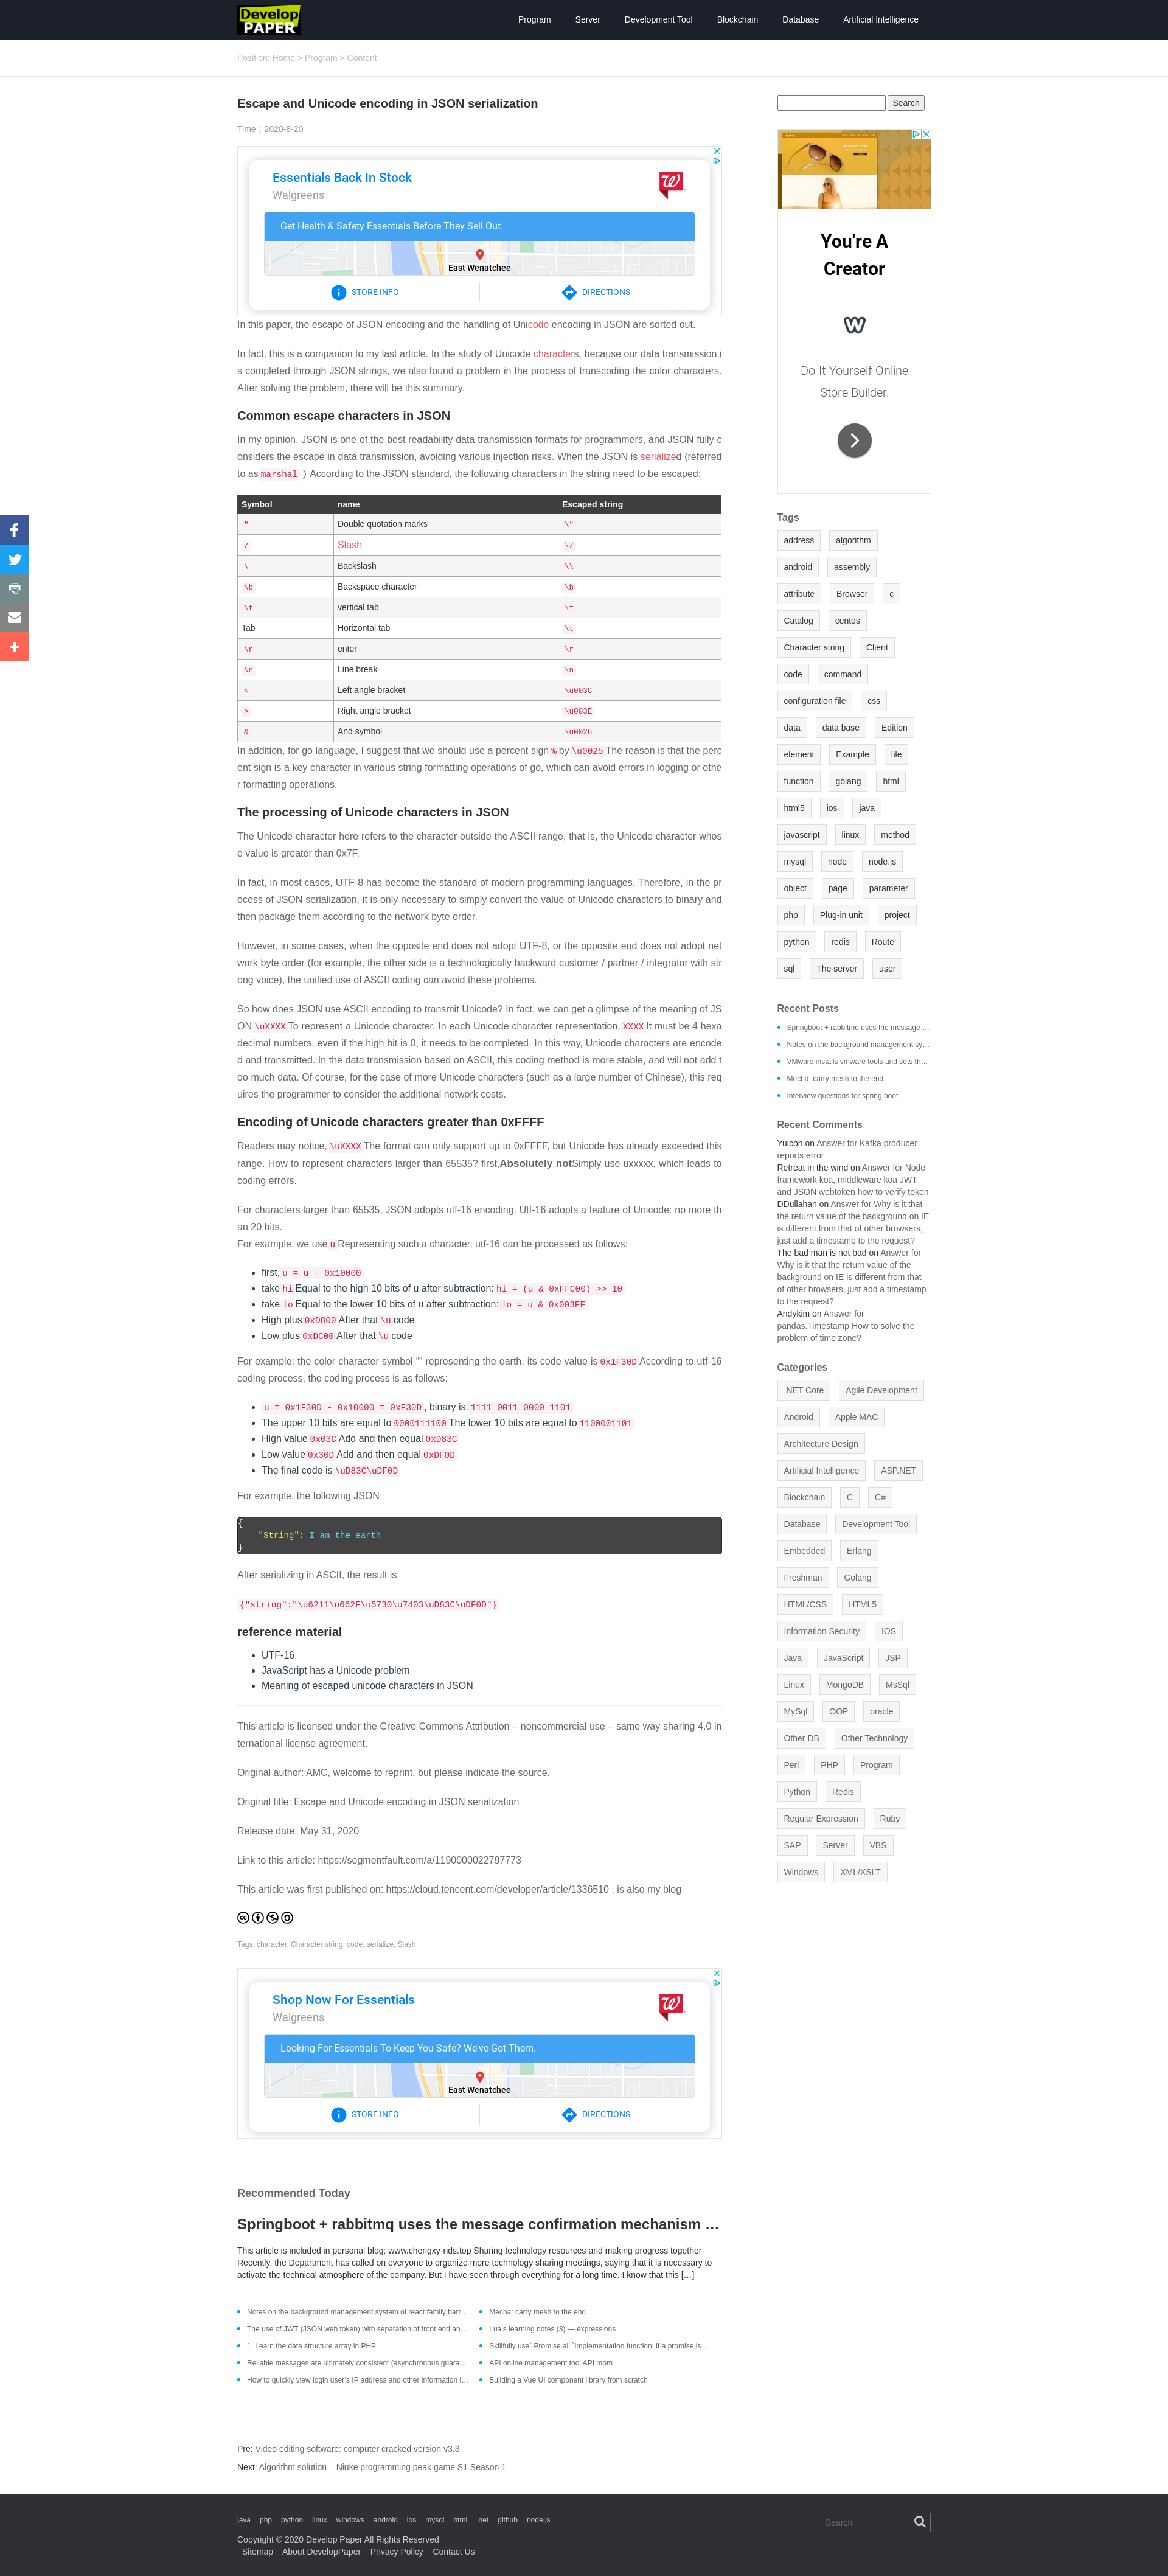 Develop
PAPER
Program Server Development Tool Blockchain Database Artificial Intelligence
Position: Home > Program > Content
Escape and Unicode encoding in JSON serialization
Time：2020-8-20
Essentials Back In Stock
Walgreens
Get Health & Safety Essentials Before They Sell Out.
East Wenatchee
STORE INFO DIRECTIONS
In this paper, the escape of JSON encoding and the handling of Unicode encoding in JSON are sorted out.
In fact, this is a companion to my last article. In the study of Unicode characters, because our data transmission i
s completed through JSON strings, we also found a problem in the process of transcoding the color characters.
After solving the problem, there will be this summary.
Common escape characters in JSON
In my opinion, JSON is one of the best readability data transmission formats for programmers, and JSON fully c
onsiders the escape in data transmission, avoiding various injection risks. When the JSON is serialized (referred
to as marshal ) According to the JSON standard, the following characters in the string need to be escaped:
Symbol name Escaped string
" Double quotation marks \"
/ Slash \/
\ Backslash \\
\b Backspace character \b
\f vertical tab \f
Tab Horizontal tab \t
\r enter \r
\n Line break \n
< Left angle bracket \u003C
> Right angle bracket \u003E
& And symbol \u0026
In addition, for go language, I suggest that we should use a percent sign % by \u0025 The reason is that the perc
ent sign is a key character in various string formatting operations of go, which can avoid errors in logging or othe
r formatting operations.
The processing of Unicode characters in JSON
The Unicode character here refers to the character outside the ASCII range, that is, the Unicode character whos
e value is greater than 0x7F.
In fact, in most cases, UTF-8 has become the standard of modern programming languages. Therefore, in the pr
ocess of JSON serialization, it is only necessary to simply convert the value of Unicode characters to binary and
then package them according to the network byte order.
However, in some cases, when the opposite end does not adopt UTF-8, or the opposite end does not adopt net
work byte order (for example, the other side is a technologically backward customer / partner / integrator with str
ong voice), the unified use of ASCII coding can avoid these problems.
So how does JSON use ASCII encoding to transmit Unicode? In fact, we can get a glimpse of the meaning of JS
ON \uXXXX To represent a Unicode character. In each Unicode character representation, XXXX It must be 4 hexa
decimal numbers, even if the high bit is 0, it needs to be completed. In this way, Unicode characters are encode
d and transmitted. In the data transmission based on ASCII, this coding method is more stable, and will not add t
oo much data. Of course, for the case of more Unicode characters (such as a large number of Chinese), this req
uires the programmer to consider the additional network costs.
Encoding of Unicode characters greater than 0xFFFF
Readers may notice, \uXXXX The format can only support up to 0xFFFF, but Unicode has already exceeded this
range. How to represent characters larger than 65535? first,Absolutely notSimply use uxxxxx, which leads to
coding errors.
For characters larger than 65535, JSON adopts utf-16 encoding. Utf-16 adopts a feature of Unicode: no more th
an 20 bits.
For example, we use u Representing such a character, utf-16 can be processed as follows:
first, u = u - 0x10000
take hi Equal to the high 10 bits of u after subtraction: hi = (u & 0xFFC00) >> 10
take lo Equal to the lower 10 bits of u after subtraction: lo = u & 0x003FF
High plus 0xD800 After that \u code
Low plus 0xDC00 After that \u code
For example: the color character symbol “” representing the earth, its code value is 0x1F30D According to utf-16
coding process, the coding process is as follows:
u = 0x1F30D - 0x10000 = 0xF30D , binary is: 1111 0011 0000 1101
The upper 10 bits are equal to 0000111100 The lower 10 bits are equal to 1100001101
High value 0x03C Add and then equal 0xD83C
Low value 0x30D Add and then equal 0xDF0D
The final code is \uD83C\uDF0D
For example, the following JSON:
{
"String": I am the earth
}
After serializing in ASCII, the result is:
{"string":"\u6211\u662F\u5730\u7403\uD83C\uDF0D"}
reference material
UTF-16
JavaScript has a Unicode problem
Meaning of escaped unicode characters in JSON
This article is licensed under the Creative Commons Attribution – noncommercial use – same way sharing 4.0 in
ternational license agreement.
Original author: AMC, welcome to reprint, but please indicate the source.
Original title: Escape and Unicode encoding in JSON serialization
Release date: May 31, 2020
Link to this article: https://segmentfault.com/a/1190000022797773
This article was first published on: https://cloud.tencent.com/developer/article/1336510 , is also my blog
Tags: character, Character string, code, serialize, Slash
Shop Now For Essentials
Walgreens
Looking For Essentials To Keep You Safe? We've Got Them.
East Wenatchee
STORE INFO DIRECTIONS
Recommended Today
Springboot + rabbitmq uses the message confirmation mechanism …
This article is included in personal blog: www.chengxy-nds.top Sharing technology resources and making progress together
Recently, the Department has called on everyone to organize more technology sharing meetings, saying that it is necessary to
activate the technical atmosphere of the company. But I have seen through everything for a long time. I know that this […]
Notes on the background management system of react family barr… Mecha: carry mesh to the end
The use of JWT (JSON web token) with separation of front end an… Lua's learning notes (3) — expressions
1. Learn the data structure array in PHP Skillfully use` Promise.all `Implementation function: if a promise is …
Reliable messages are ultimately consistent (asynchronous guara… API online management tool API mom
How to quickly view login user's IP address and other information i… Building a Vue UI component library from scratch
Pre: Video editing software: computer cracked version v3.3
Next: Algorithm solution – Niuke programming peak game S1 Season 1
Search
You're A
Creator
Do-It-Yourself Online
Store Builder.
Tags
address algorithm
android assembly
attribute Browser c
Catalog centos
Character string Client
code command
configuration file css
data data base Edition
element Example file
function golang html
html5 ios java
javascript linux method
mysql node node.js
object page parameter
php Plug-in unit project
python redis Route
sql The server user
Recent Posts
Springboot + rabbitmq uses the message …
Notes on the background management sy…
VMware installs vmware tools and sets th…
Mecha: carry mesh to the end
Interview questions for spring boot
Recent Comments
Yuicon on Answer for Kafka producer
reports error
Retreat in the wind on Answer for Node
framework koa, middleware koa JWT
and JSON webtoken how to verify token
DDullahan on Answer for Why is it that
the return value of the background on IE
is different from that of other browsers,
just add a timestamp to the request?
The bad man is not bad on Answer for
Why is it that the return value of the
background on IE is different from that
of other browsers, just add a timestamp
to the request?
Andykim on Answer for
pandas.Timestamp How to solve the
problem of time zone?
Categories
.NET Core Agile Development
Android Apple MAC
Architecture Design
Artificial Intelligence ASP.NET
Blockchain C C#
Database Development Tool
Embedded Erlang
Freshman Golang
HTML/CSS HTML5
Information Security IOS
Java JavaScript JSP
Linux MongoDB MsSql
MySql OOP oracle
Other DB Other Technology
Perl PHP Program
Python Redis
Regular Expression Ruby
SAP Server VBS
Windows XML/XSLT
java php python linux windows android ios mysql html .net github node.js
Search
Copyright © 2020 Develop Paper All Rights Reserved
Sitemap About DevelopPaper Privacy Policy Contact Us